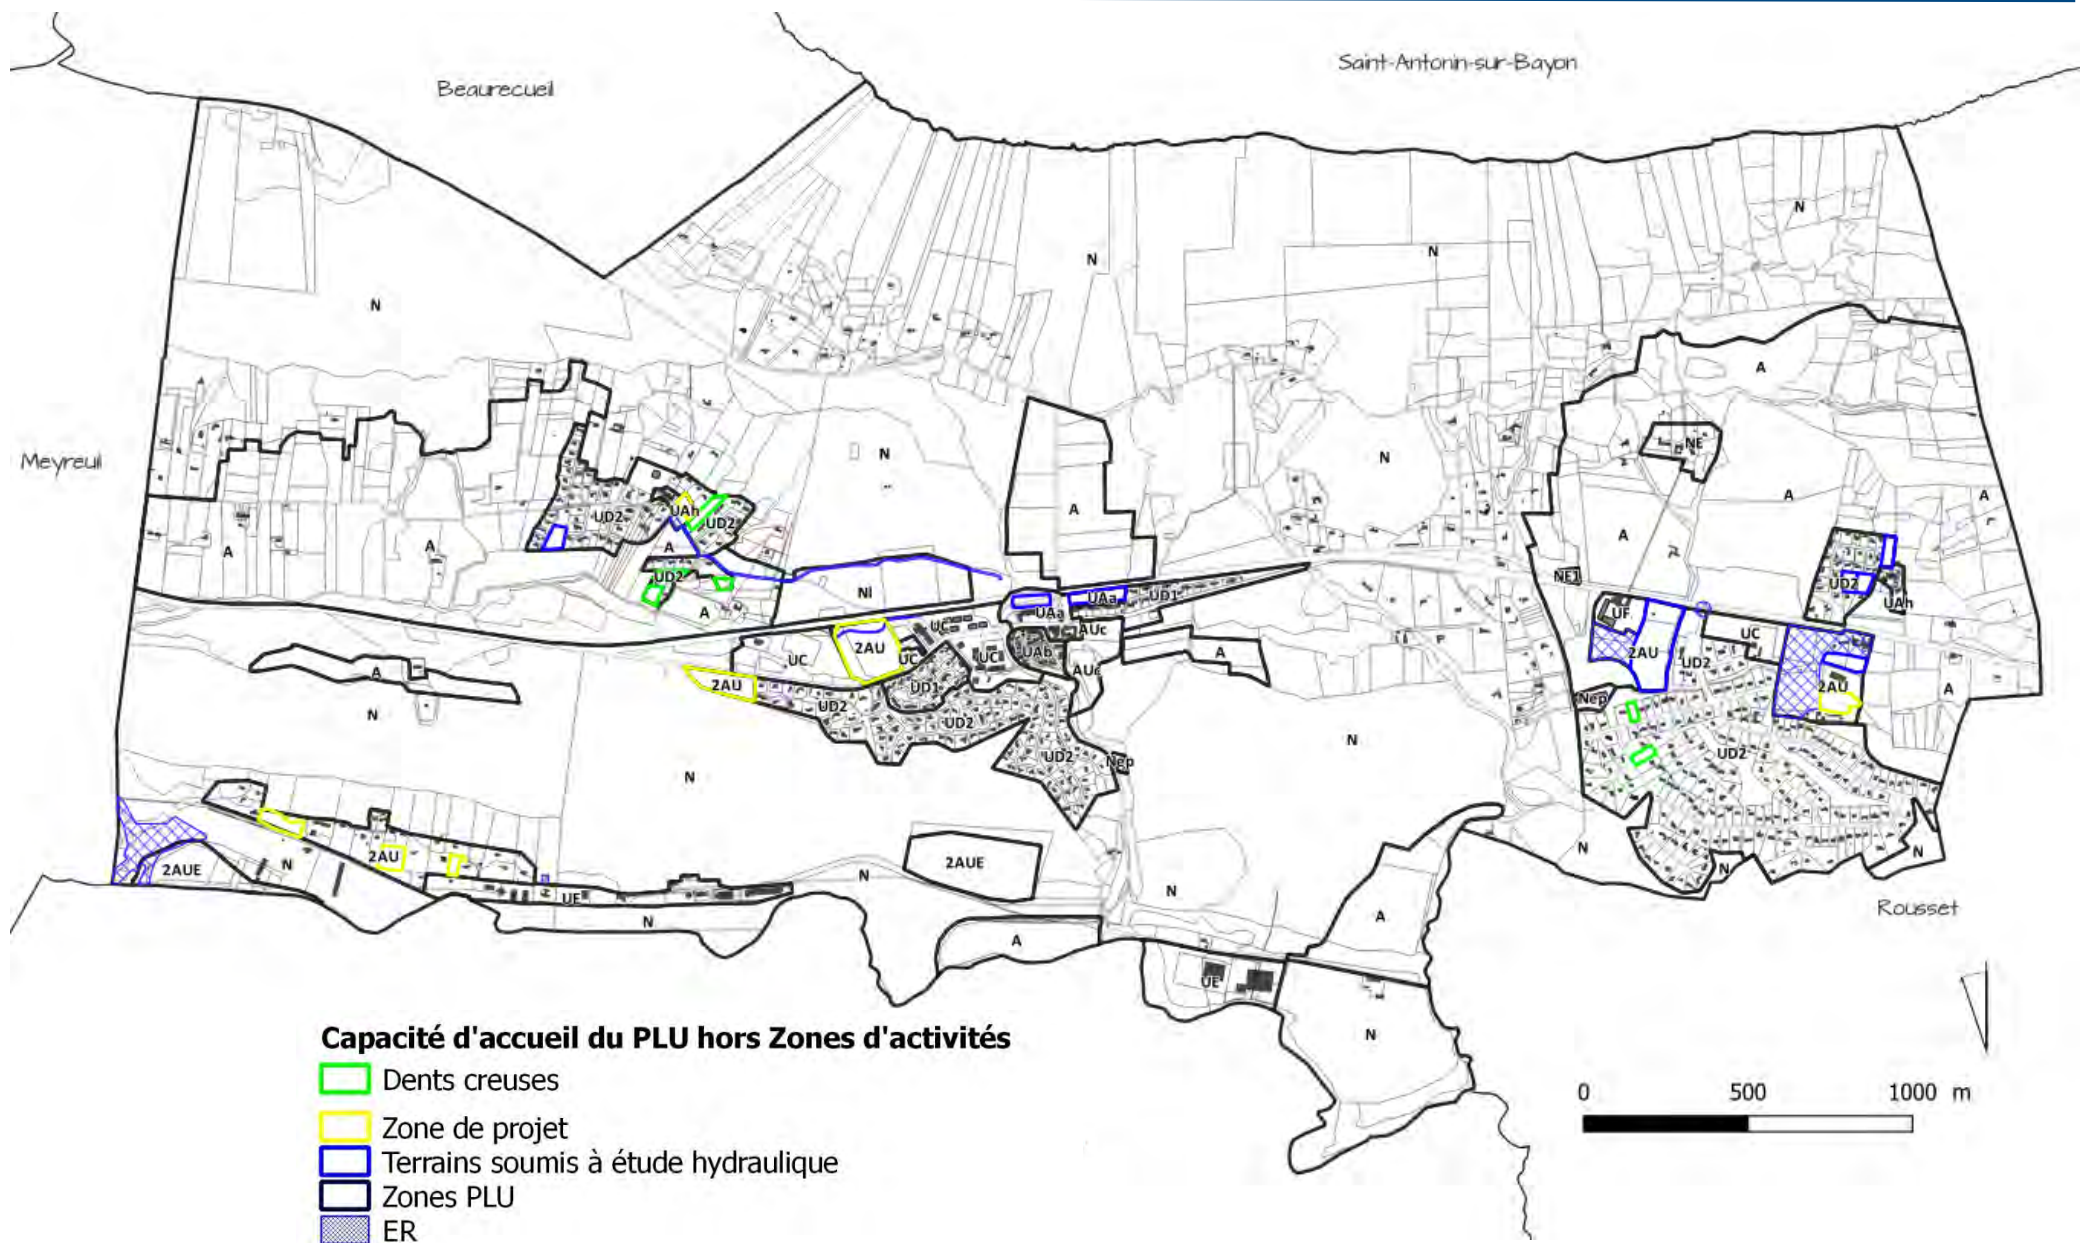 Saint-Antonin-sur-Bayon
Beaurecueil
N
N
N
N
A
NE
Meyreuil
N
N
A
A
A
UAh
UD2
UD2
A
A
A
A
A
UD2
NE1
UD2
UAh
Nl
UAa
UD1
UAa
UF
A
UC
AUc
UC
2AU
UC
UC
UAb
A
2AU
UD2
UC
AUe
A
2AU
UD1
2AU
A
Nep
UD2
UD2
N
N
UD2
UD2
Nep
N
2AU
N
2AUE
2AUE
N
N
N
N
N
UE
N
A
A
Rousset
UE
N
Capacité d'accueil du PLU hors Zones d'activités
Dents creuses
Zone de projet
Terrains soumis à étude hydraulique
Zones PLU
ER
0 500 1000 m